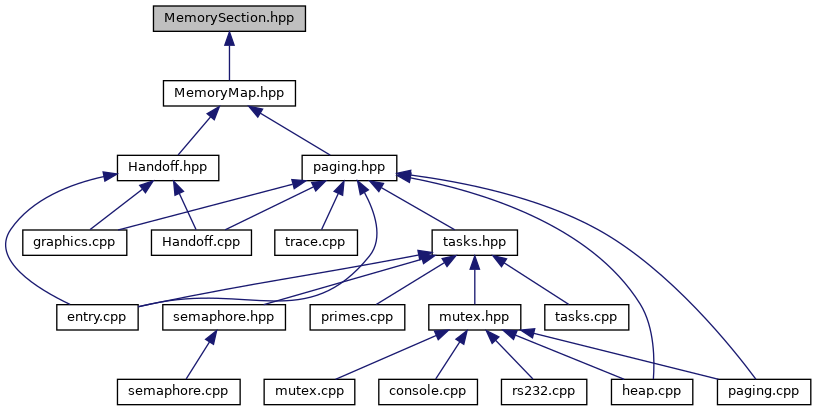 MemorySection.hpp
MemoryMap.hpp
Handoff.hpp
paging.hpp
graphics.cpp
Handoff.cpp
trace.cpp
tasks.hpp
entry.cpp
semaphore.hpp
primes.cpp
mutex.hpp
tasks.cpp
semaphore.cpp
mutex.cpp
console.cpp
rs232.cpp
heap.cpp
paging.cpp